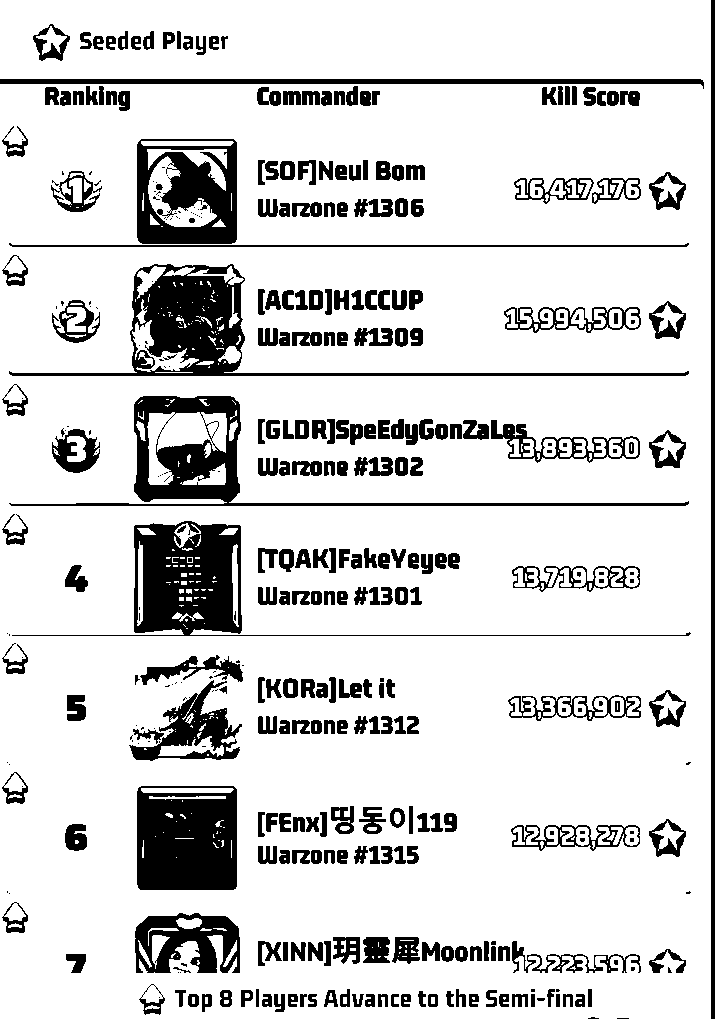 Seeded Player
Ranking Commander Kill Score
1 [SOF]Neul Bom 16,417,176
Warzone #1306
2 [AC1D]H1CCUP 15,994,506
Warzone #1309
3 [GLDR]SpeEdyGonZaLes 13,893,360
Warzone #1302
4 [TQAK]FakeYeyee 13,719,828
Warzone #1301
5 [KORa]Let it 13,366,902
Warzone #1312
6 [FEnx]띵동이119 12,928,278
Warzone #1315
7 [XINN]玥靈犀Moonlink 12,223,596
Top 8 Players Advance to the Semi-final